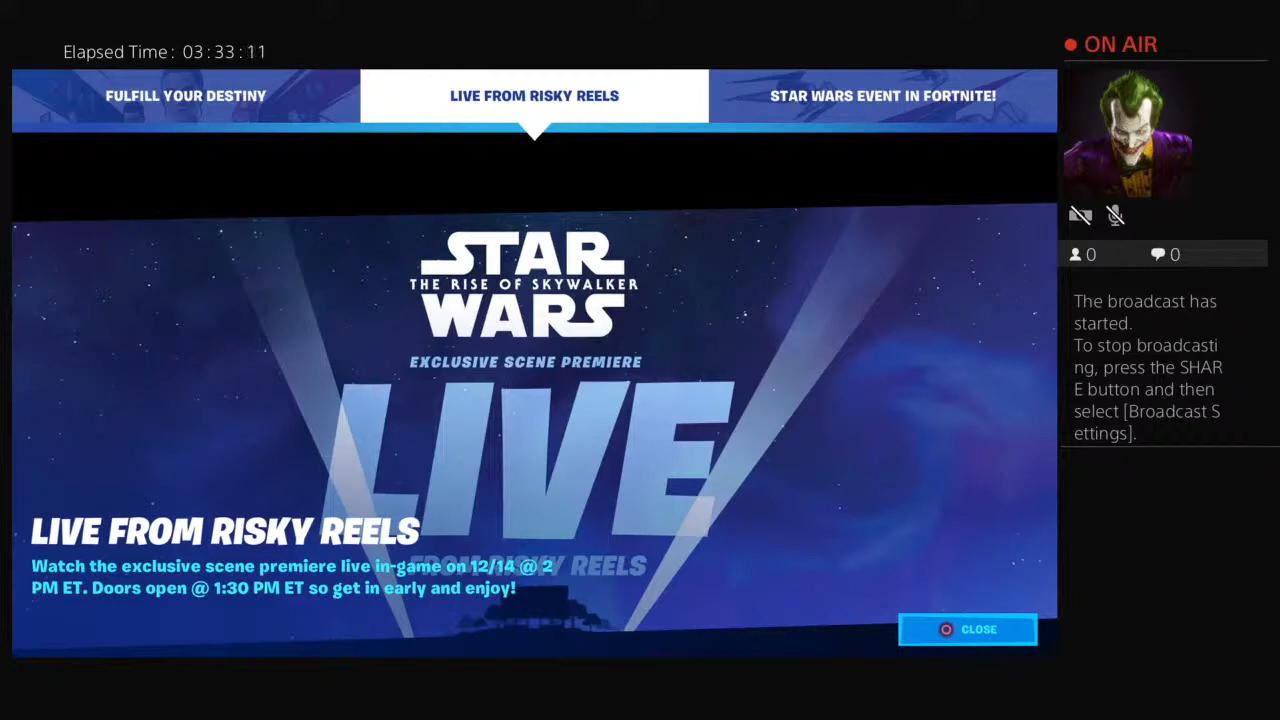 Elapsed Time: 03:33:11
ON AIR
FULFILL YOUR DESTINY
LIVE FROM RISKY REELS
STAR WARS EVENT IN FORTNITE!
STAR
THE RISE OF SKYWALKER
WARS
EXCLUSIVE SCENE PREMIERE
LIVE
FROM RISKY REELS
LIVE FROM RISKY REELS
Watch the exclusive scene premiere live in-game on 12/14 @ 2
PM ET. Doors open @ 1:30 PM ET so get in early and enjoy!
CLOSE
0
0
The broadcast has
started.
To stop broadcasti
ng, press the SHAR
E button and then
select [Broadcast S
ettings].